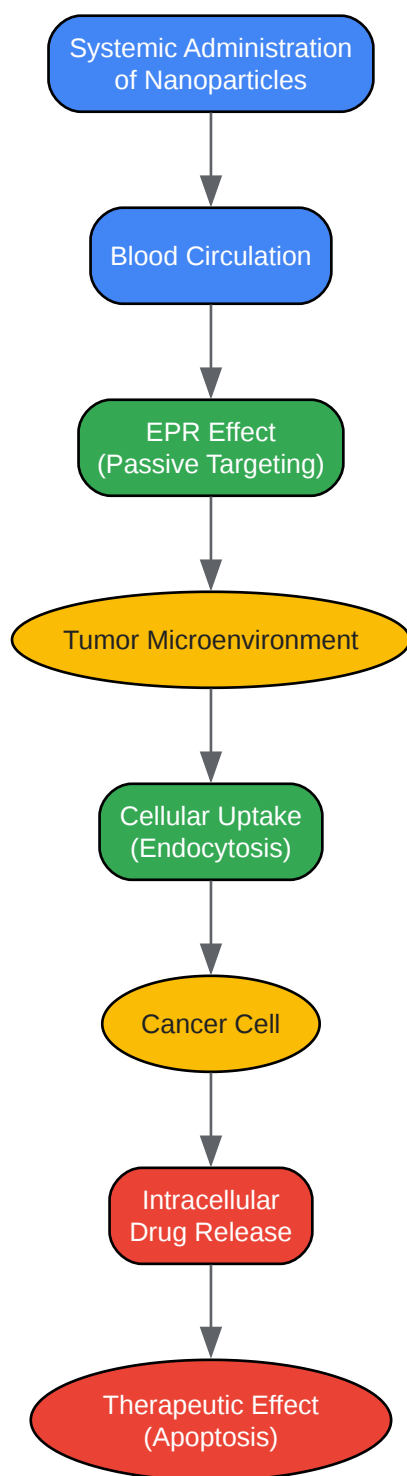 Systemic Administration
of Nanoparticles
Blood Circulation
EPR Effect
(Passive Targeting)
Tumor Microenvironment
Cellular Uptake
(Endocytosis)
Cancer Cell
Intracellular
Drug Release
Therapeutic Effect
(Apoptosis)